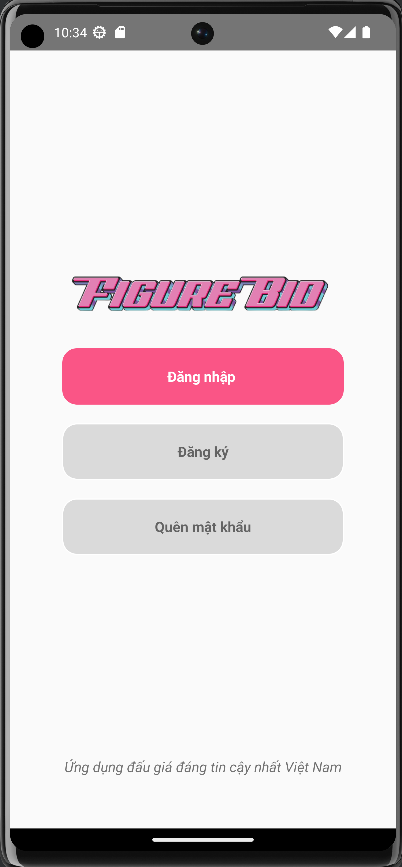 10:34
FIGURE BID
Đăng nhập
Đăng ký
Quên mật khẩu
Ứng dụng đấu giá đáng tin cậy nhất Việt Nam